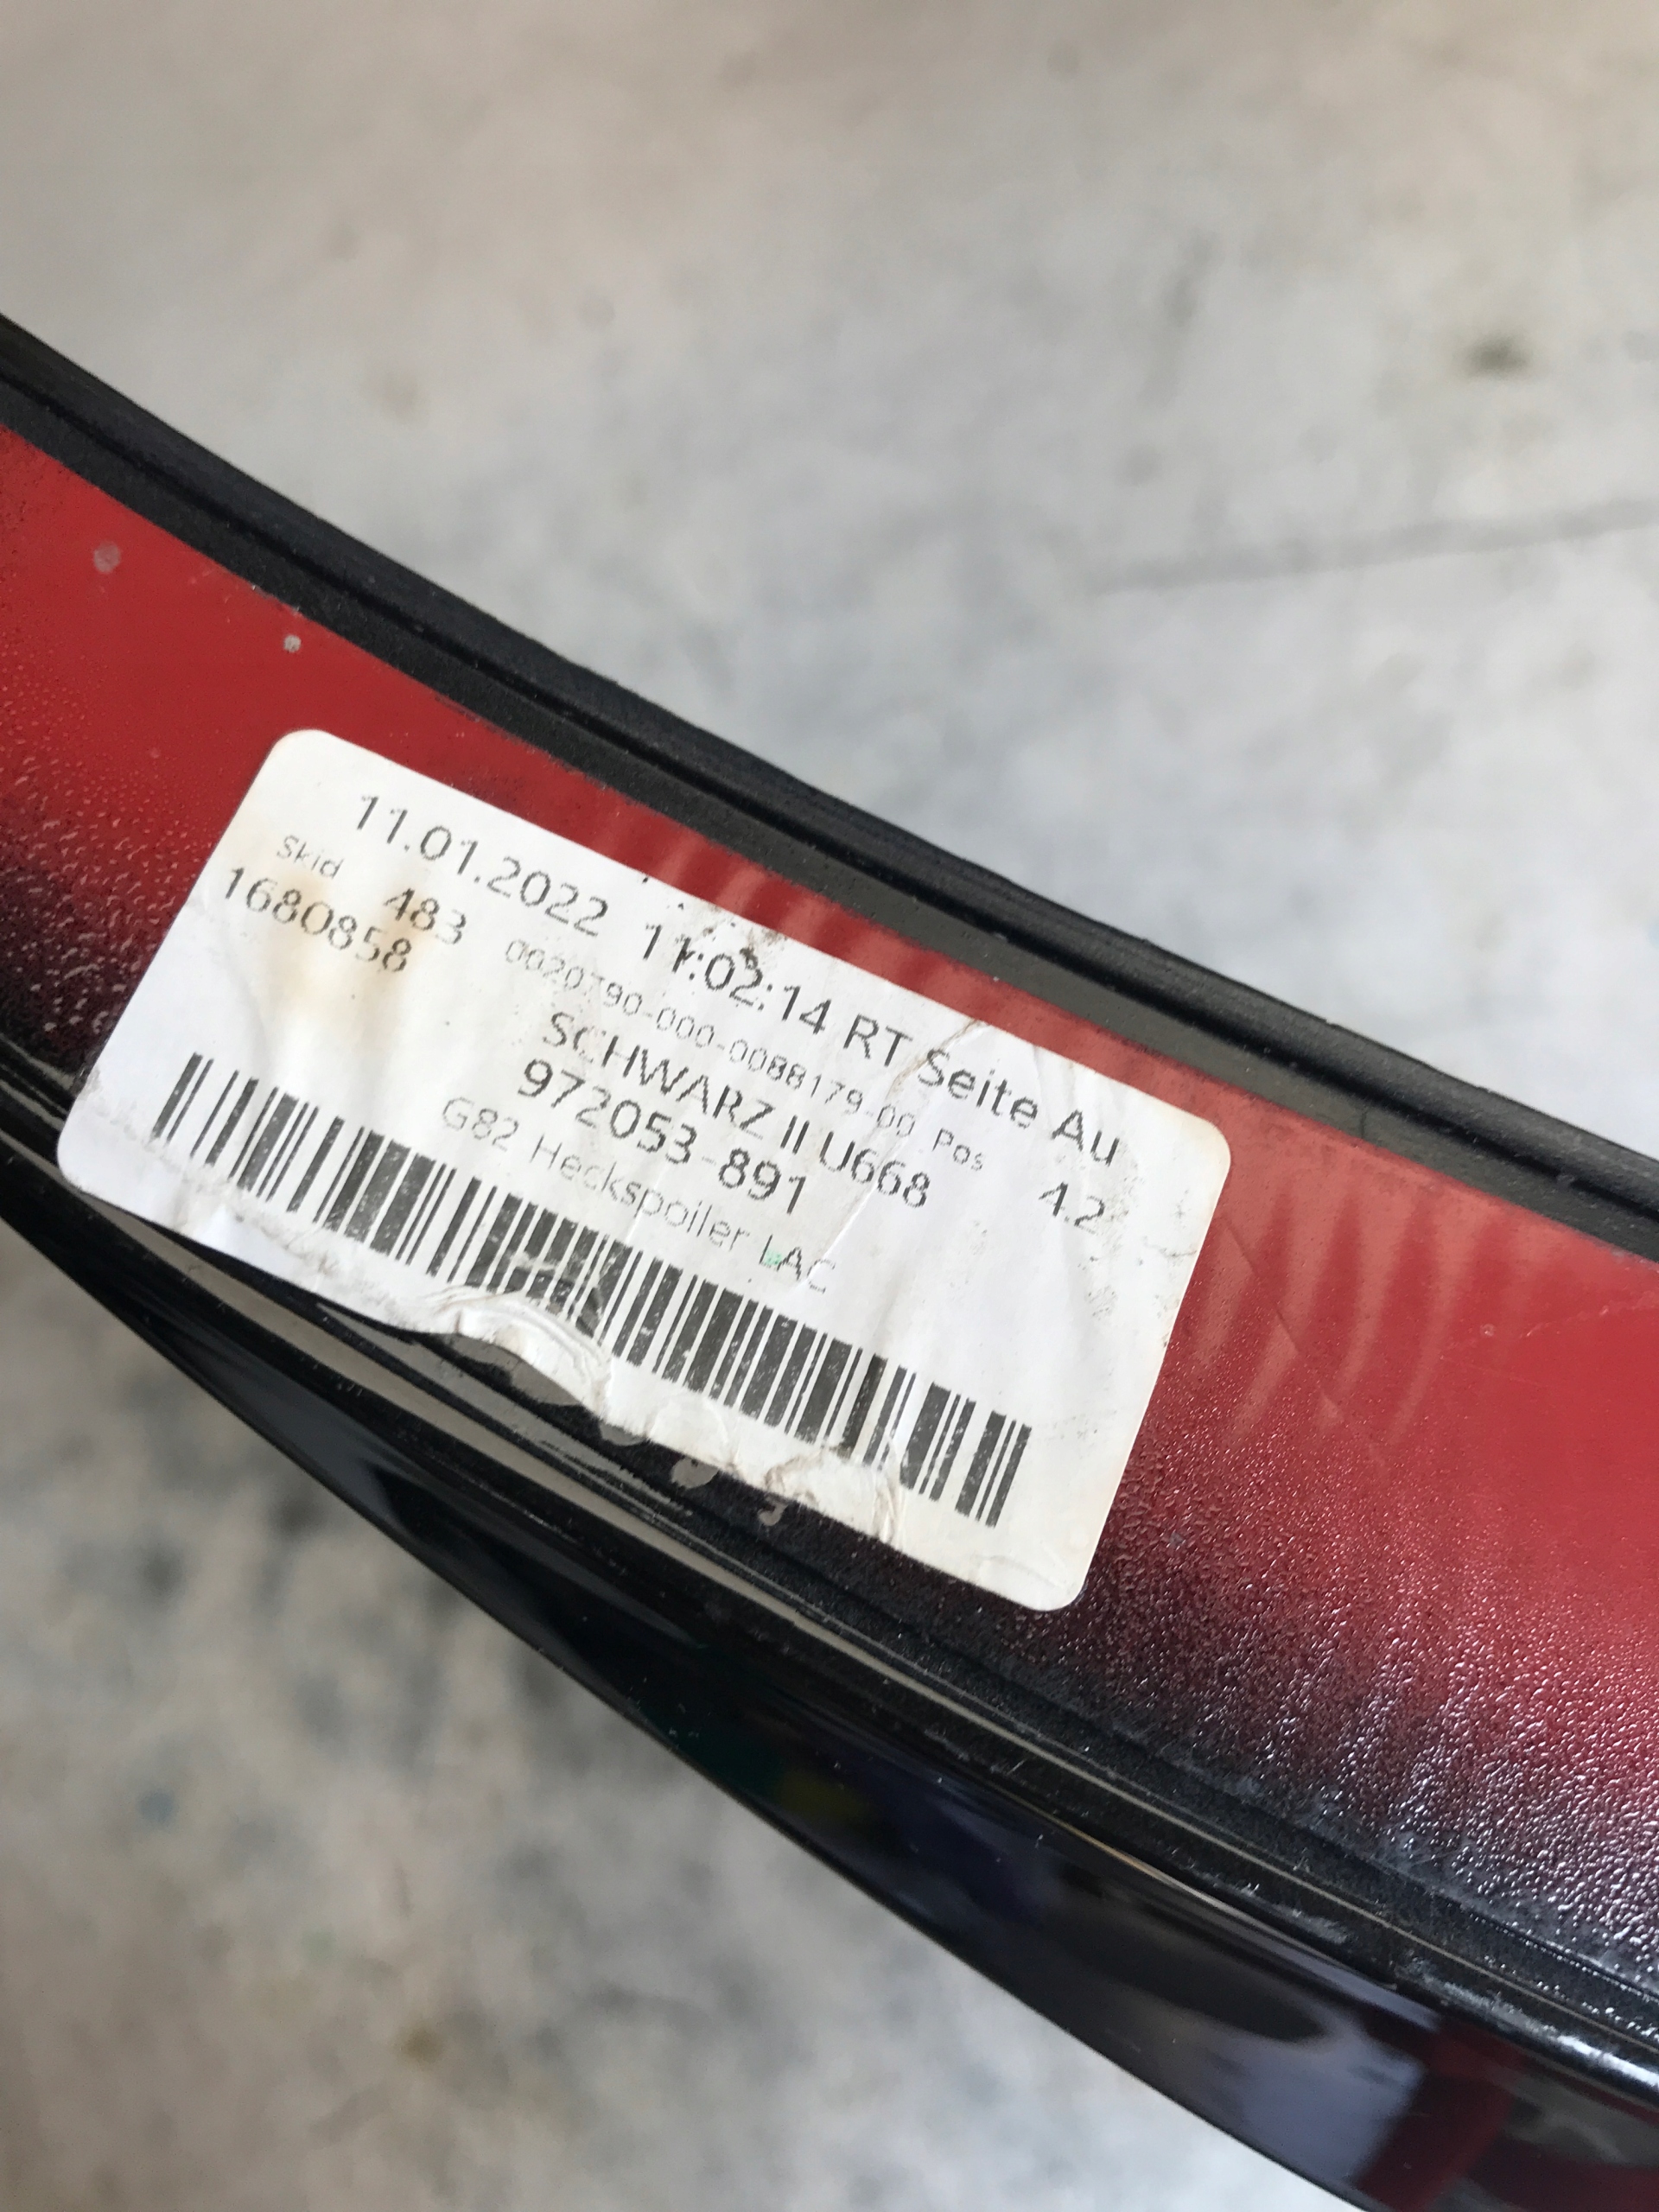 11.01.2022 11:02:14 RT Seite Au
Skid 483 0020790-000-0088179-00 Pos 4.2
1680858 SCHWARZ II U668
972053-891
G82 Heckspoiler LAC